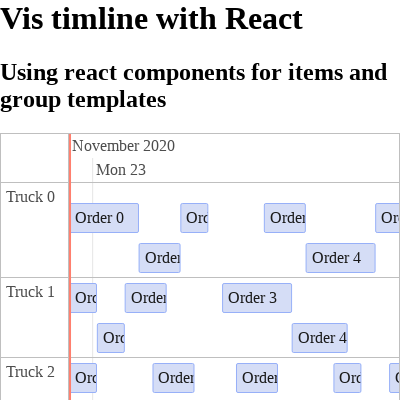 Vis timline with React
Using react components for items and
group templates
November 2020
Mon 23
Truck 0
Order 0
Orc
Order
Or
Order
Order 4
Truck 1
Orc
Order
Order 3
Orc
Order 4
Truck 2
Orc
Order
Order
Orc